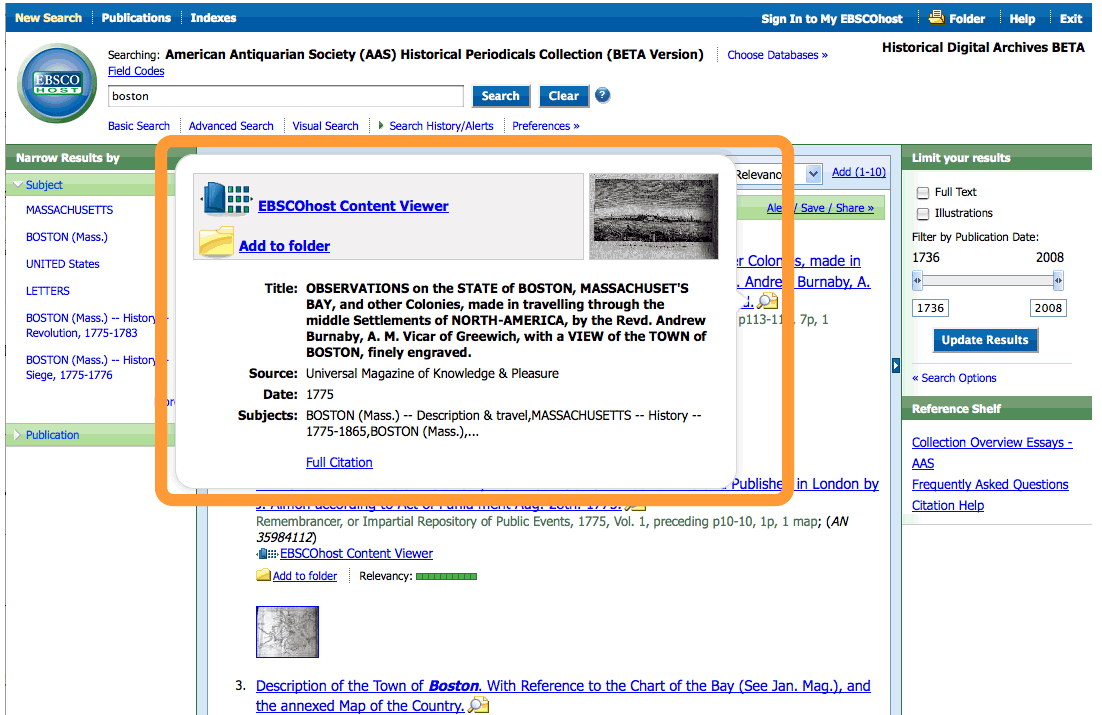 New Search Publications Indexes Sign In to My EBSCOhost Folder Help Exit
Historical Digital Archives BETA
Searching: American Antiquarian Society (AAS) Historical Periodicals Collection (BETA Version) Choose Databases »
Field Codes
EBSCO
HOST
boston Search Clear ?
Basic Search Advanced Search Visual Search Search History/Alerts Preferences »
Narrow Results by
Subject
MASSACHUSETTS
BOSTON (Mass.)
UNITED States
LETTERS
BOSTON (Mass.) -- History --
Revolution, 1775-1783
BOSTON (Mass.) -- History --
Siege, 1775-1776
Publication
Add (1-10)
/ Save / Share »
EBSCOhost Content Viewer
Add to folder
Title: OBSERVATIONS on the STATE of BOSTON, MASSACHUSET'S
BAY, and other Colonies, made in travelling through the
middle Settlements of NORTH-AMERICA, by the Revd. Andrew
Burnaby, A. M. Vicar of Greewich, with a VIEW of the TOWN of
BOSTON, finely engraved.
Source: Universal Magazine of Knowledge & Pleasure
Date: 1775
Subjects: BOSTON (Mass.) -- Description & travel,MASSACHUSETTS -- History --
1775-1865,BOSTON (Mass.),...
Full Citation
Colonies, made in
Andrew Burnaby, A.
7p, 1
Published in London by
J. Almon according to Act of Parliament Aug. 28th. 1775.
Remembrancer, or Impartial Repository of Public Events, 1775, Vol. 1, preceding p10-10, 1p, 1 map; (AN
35984112)
EBSCOhost Content Viewer
Add to folder Relevancy:
3. Description of the Town of Boston. With Reference to the Chart of the Bay (See Jan. Mag.), and
the annexed Map of the Country.
Limit your results
Full Text
Illustrations
Filter by Publication Date:
1736 2008
1736 2008
Update Results
« Search Options
Reference Shelf
Collection Overview Essays -
AAS
Frequently Asked Questions
Citation Help